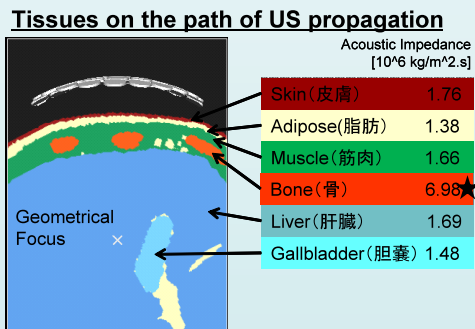 Tissues on the path of US propagation
Acoustic Impedance
[10^6 kg/m^2.s]
Skin(皮膚) 1.76
Adipose(脂肪) 1.38
Muscle(筋肉) 1.66
Bone(骨) 6.98★
Liver(肝臓) 1.69
Gallbladder(胆嚢) 1.48
Geometrical
Focus